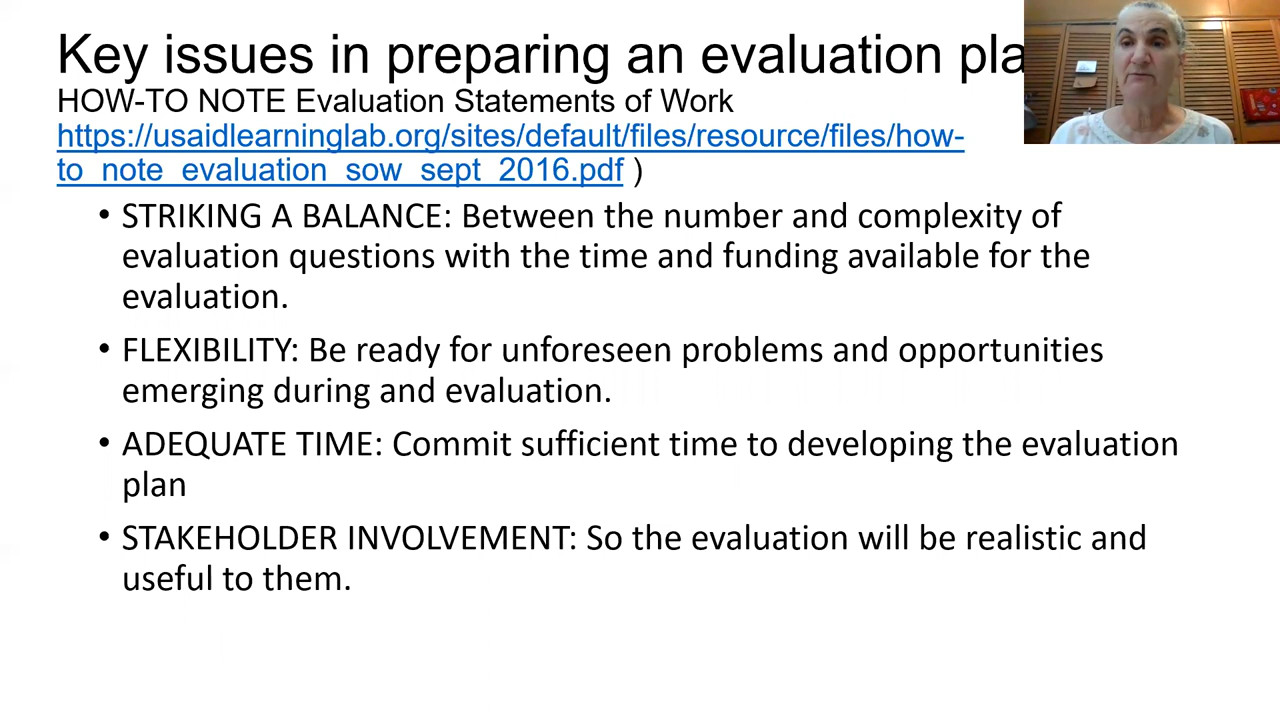 Key issues in preparing an evaluation
HOW-TO NOTE Evaluation Statements of Work
https://usaidlearninglab.org/sites/default/files/resource/files/how-
to_note_evaluation_sow_sept_2016.pdf )
• STRIKING A BALANCE: Between the number and complexity of
evaluation questions with the time and funding available for the
evaluation.
• FLEXIBILITY: Be ready for unforeseen problems and opportunities
emerging during and evaluation.
• ADEQUATE TIME: Commit sufficient time to developing the evaluation
plan
• STAKEHOLDER INVOLVEMENT: So the evaluation will be realistic and
useful to them.